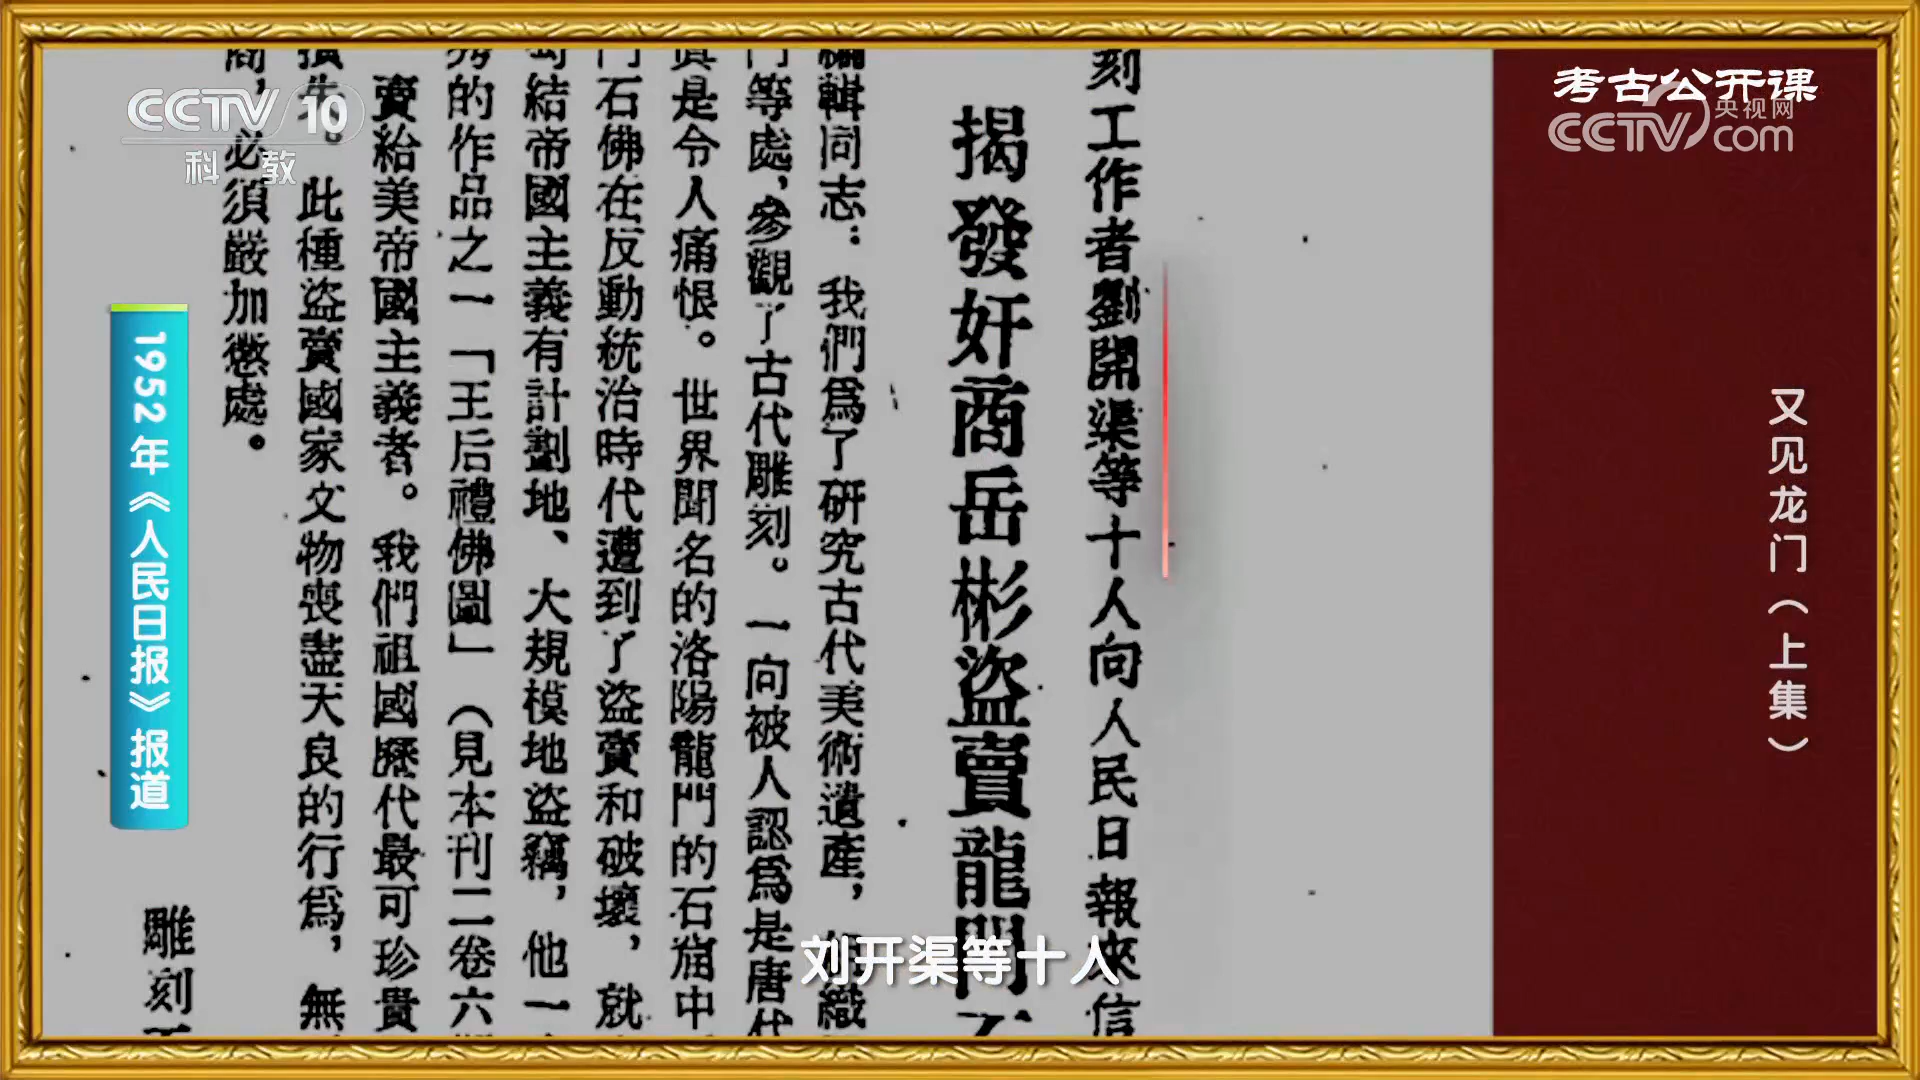 CCTV 10
科 教
考古公开课
央视网
CCTV com
又见龙门（上集）
刻工作者劉開渠等十人向人民日報來信
揭發奸商岳彬盜賣龍門
編輯同志：我們爲了研究古代美術遺產，
門等處，參觀了古代雕刻。一向被人認爲是唐代
眞是令人痛恨。世界聞名的洛陽龍門的石窟中
門石佛在反動統治時代遭到了盜賣和破壞，就
勾結帝國主義有計劃地、大規模地盜竊，他一
秀的作品之一「王后禮佛圖」（見本刊二卷六
賣給美帝國主義者。我們祖國歷代最可珍貴
損失。此種盜賣國家文物喪盡天良的行爲，無
商，必須嚴加懲處。
雕刻
1952年《人民日报》报道
刘开渠等十人